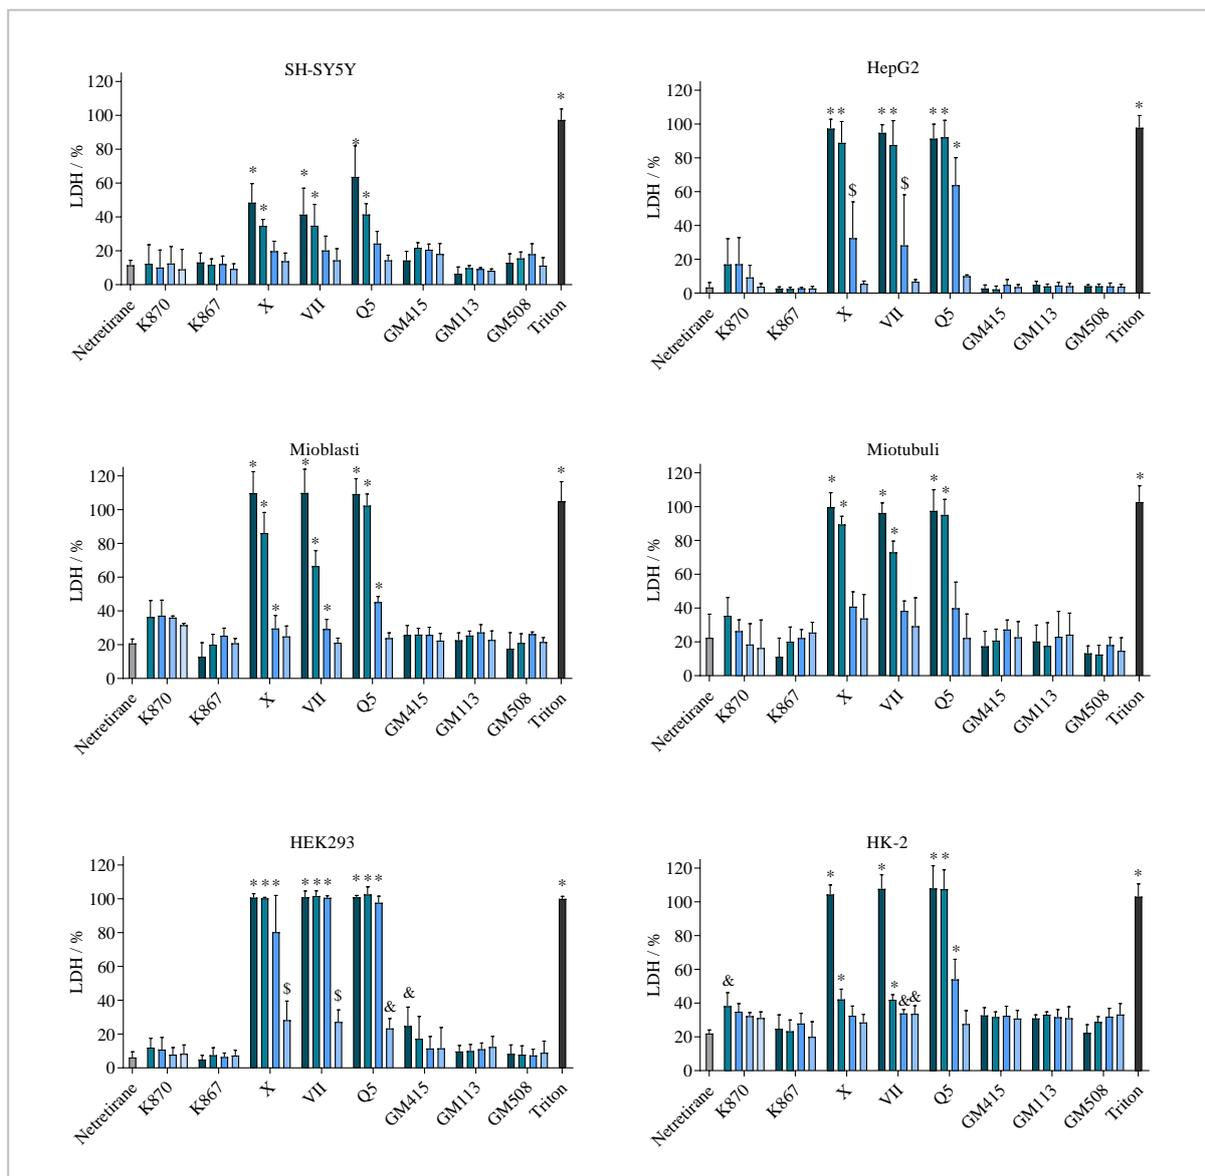 SH-SY5Y
LDH / %
120
100
80
60
40
20
0
* * * * * * *
Netretirane K870 K867 X VII Q5 GM415 GM113 GM508 Triton
HepG2
LDH / %
120
100
80
60
40
20
0
* * $ * * $ * * * *
Netretirane K870 K867 X VII Q5 GM415 GM113 GM508 Triton
Mioblasti
LDH / %
120
100
80
60
40
20
0
* * * * * * * * * *
Netretirane K870 K867 X VII Q5 GM415 GM113 GM508 Triton
Miotubuli
LDH / %
120
100
80
60
40
20
0
* * * * * * *
Netretirane K870 K867 X VII Q5 GM415 GM113 GM508 Triton
HEK293
LDH / %
120
100
80
60
40
20
0
* * * $ * * * $ * * * & & *
Netretirane K870 K867 X VII Q5 GM415 GM113 GM508 Triton
HK-2
LDH / %
120
100
80
60
40
20
0
& * * * * & & * * * *
Netretirane K870 K867 X VII Q5 GM415 GM113 GM508 Triton